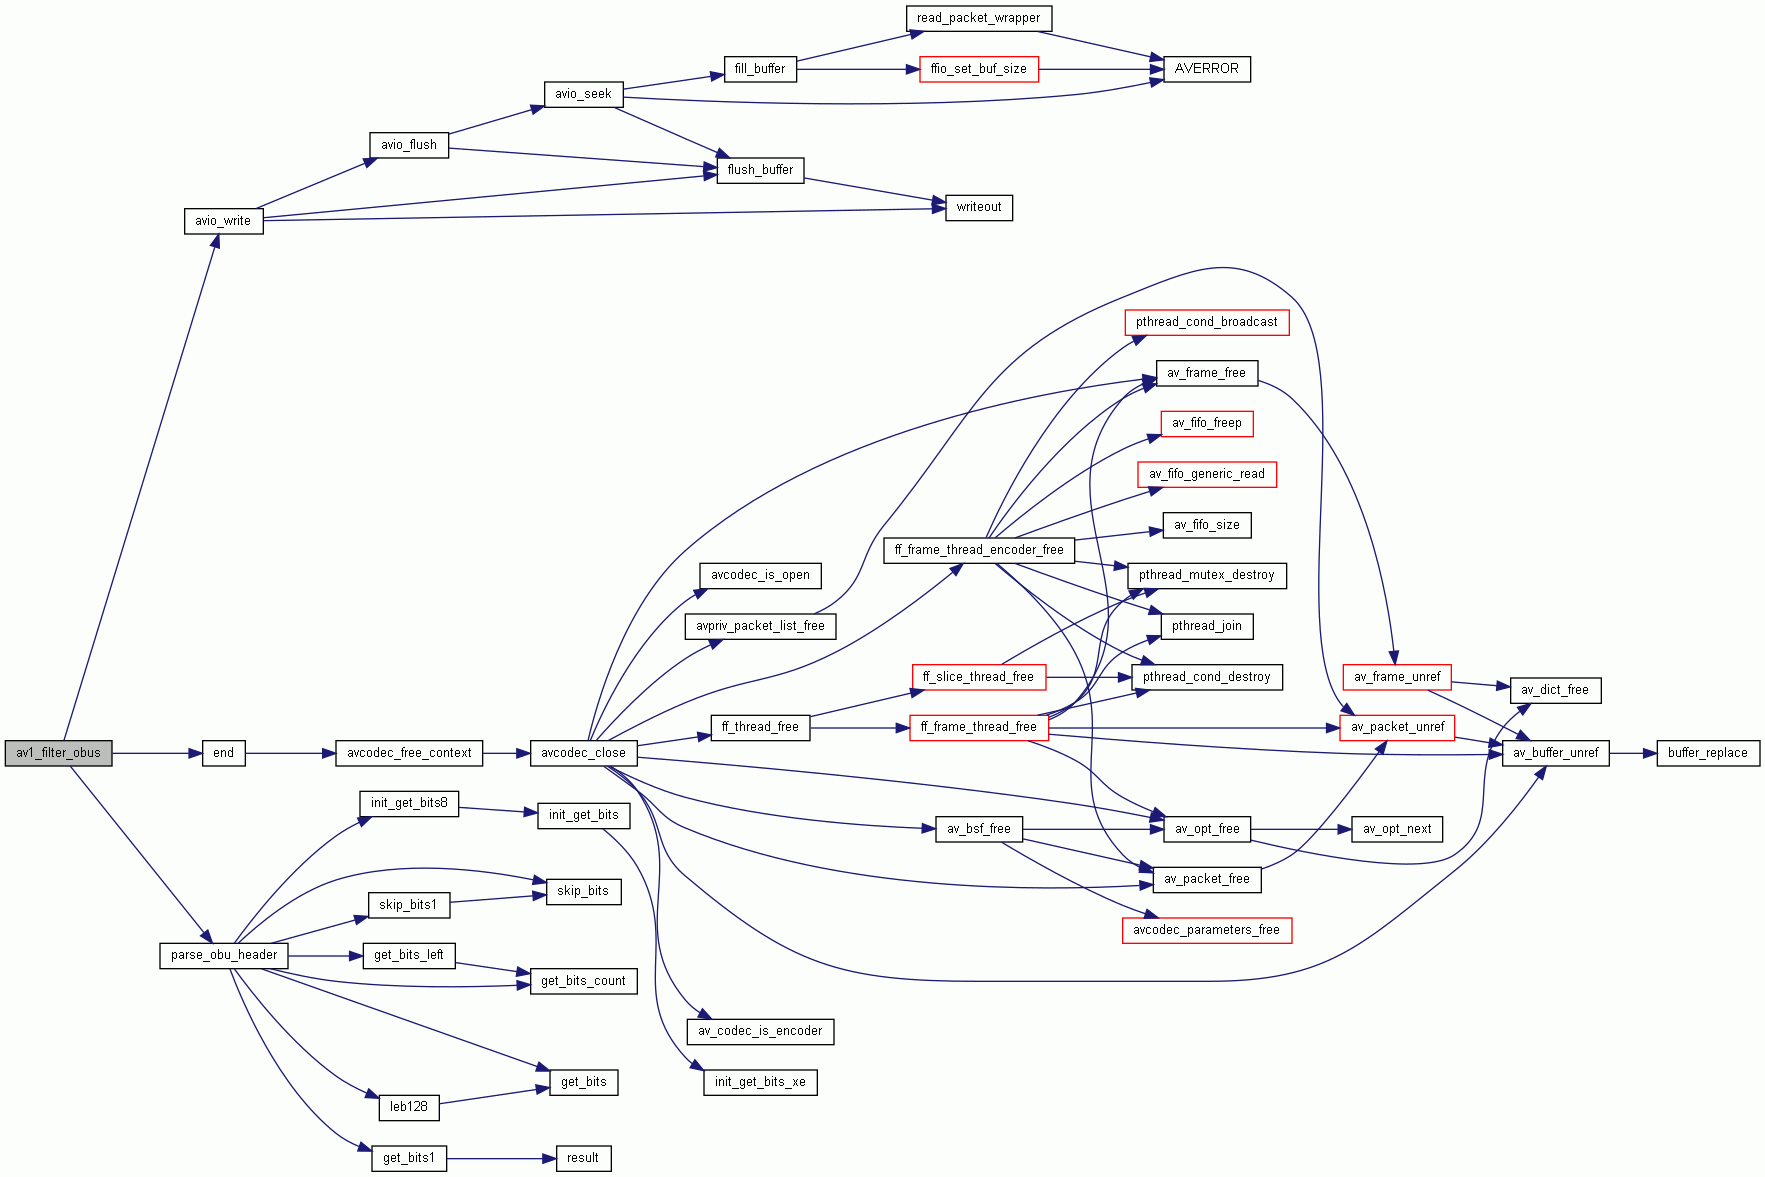 read_packet_wrapper
fill_buffer
ffio_set_buf_size
AVERROR
avio_seek
avio_flush
flush_buffer
writeout
avio_write
pthread_cond_broadcast
av_frame_free
av_fifo_freep
av_fifo_generic_read
av_fifo_size
ff_frame_thread_encoder_free
avcodec_is_open
pthread_mutex_destroy
avpriv_packet_list_free
pthread_join
ff_slice_thread_free
pthread_cond_destroy
av_frame_unref
av_dict_free
ff_thread_free
ff_frame_thread_free
av_packet_unref
av1_filter_obus
end
avcodec_free_context
avcodec_close
av_buffer_unref
buffer_replace
init_get_bits8
init_get_bits
av_bsf_free
av_opt_free
av_opt_next
skip_bits
av_packet_free
skip_bits1
avcodec_parameters_free
parse_obu_header
get_bits_left
get_bits_count
av_codec_is_encoder
get_bits
init_get_bits_xe
leb128
get_bits1
result